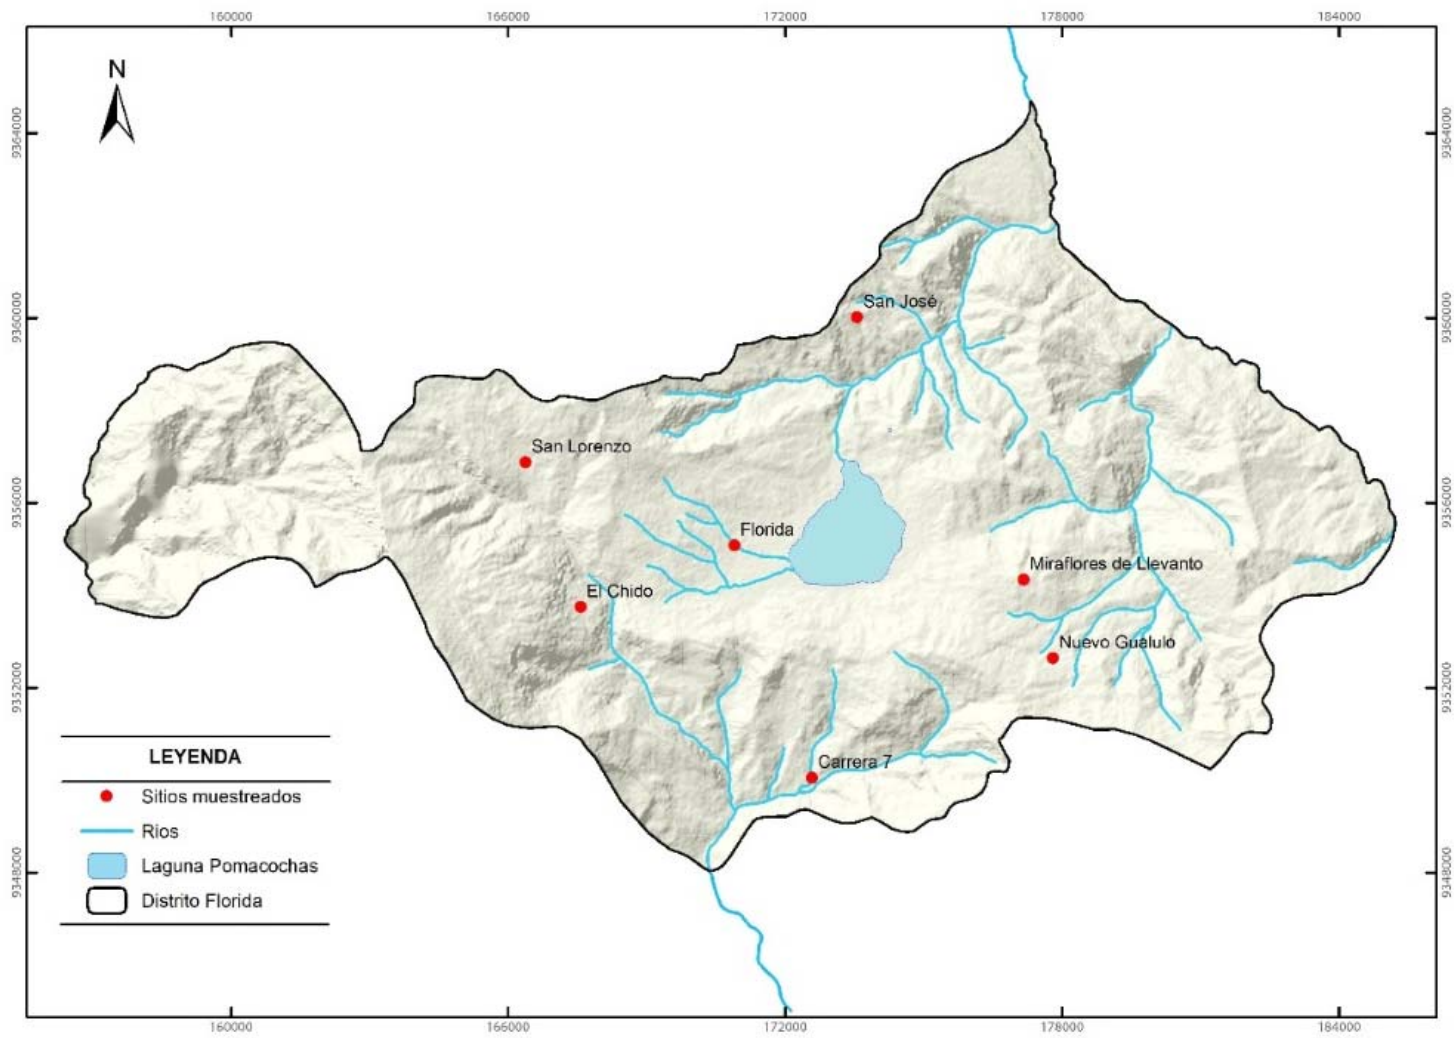 160000
166000
172000
178000
184000
N
9364000
9364000
San José
9360000
9360000
San Lorenzo
9356000
9356000
Florida
Miraflores de Llevanto
El Chido
Nuevo Gualulo
9352000
9352000
LEYENDA
Carrera 7
Sitios muestreados
Rios
Laguna Pomacochas
Distrito Florida
9348000
9348000
160000
166000
172000
178000
184000